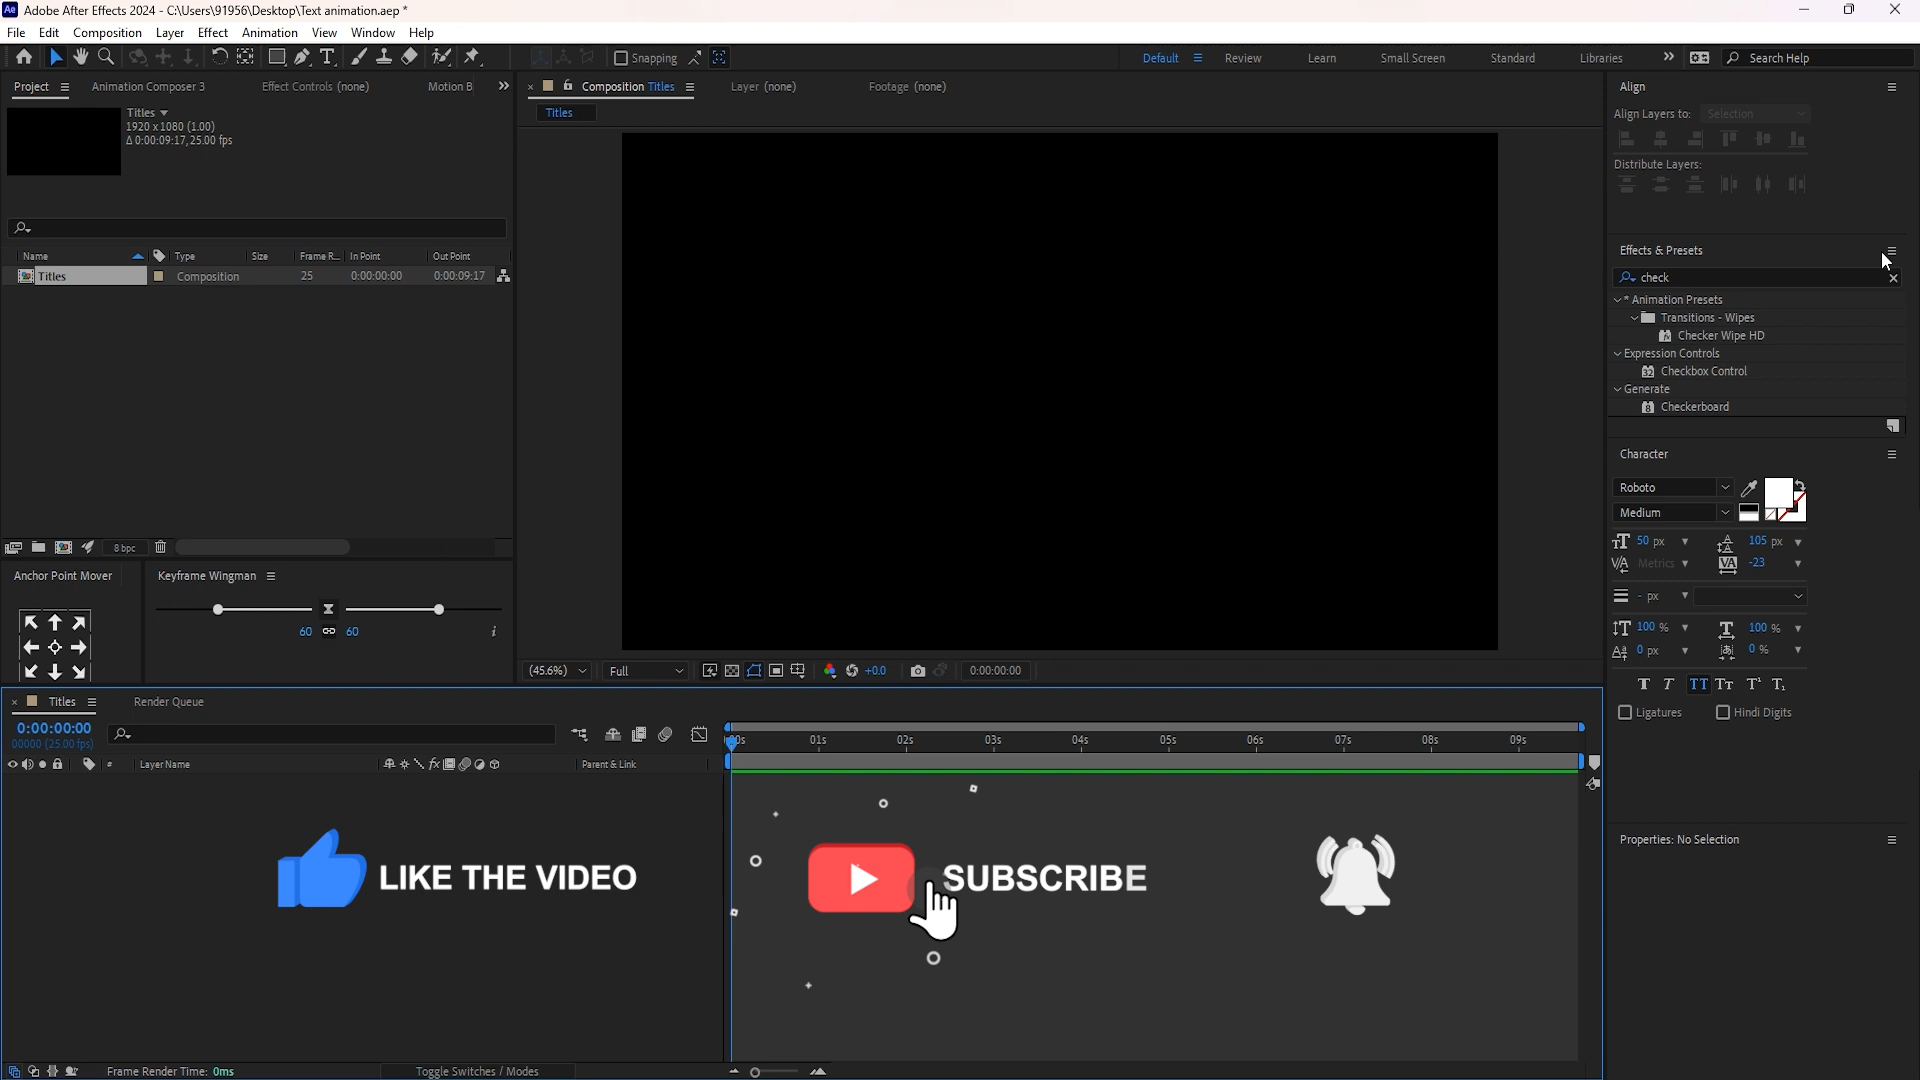 Ae Adobe After Effects 2024 - C:\Users\91956\Desktop\Text animation.aep *
File Edit Composition Layer Effect Animation View Window Help
Snapping Default Review Learn Small Screen Standard Libraries Search Help
Project Animation Composer 3 Effect Controls (none) Motion B
Composition Titles Layer (none) Footage (none)
Titles
Titles
1920 x 1080 (1.00)
Δ 0:00:09:17, 25.00 fps
Name Type Size Frame R... In Point Out Point
Titles Composition 25 0:00:00:00 0:00:09:17
8 bpc
Anchor Point Mover
Keyframe Wingman
60 60
(45.6%) Full +0.0 0:00:00:00
Align
Align Layers to: Selection
Distribute Layers:
Effects & Presets
check
* Animation Presets
Transitions - Wipes
Checker Wipe HD
Expression Controls
Checkbox Control
Generate
Checkerboard
Character
Roboto
Medium
50 px 105 px
Metrics -23
- px
100 % 100 %
0 px 0 %
Ligatures Hindi Digits
Properties: No Selection
Titles Render Queue
0:00:00:00
00000 (25.00 fps)
# Layer Name Parent & Link
00s 01s 02s 03s 04s 05s 06s 07s 08s 09s
LIKE THE VIDEO SUBSCRIBE
Frame Render Time: 0ms Toggle Switches / Modes